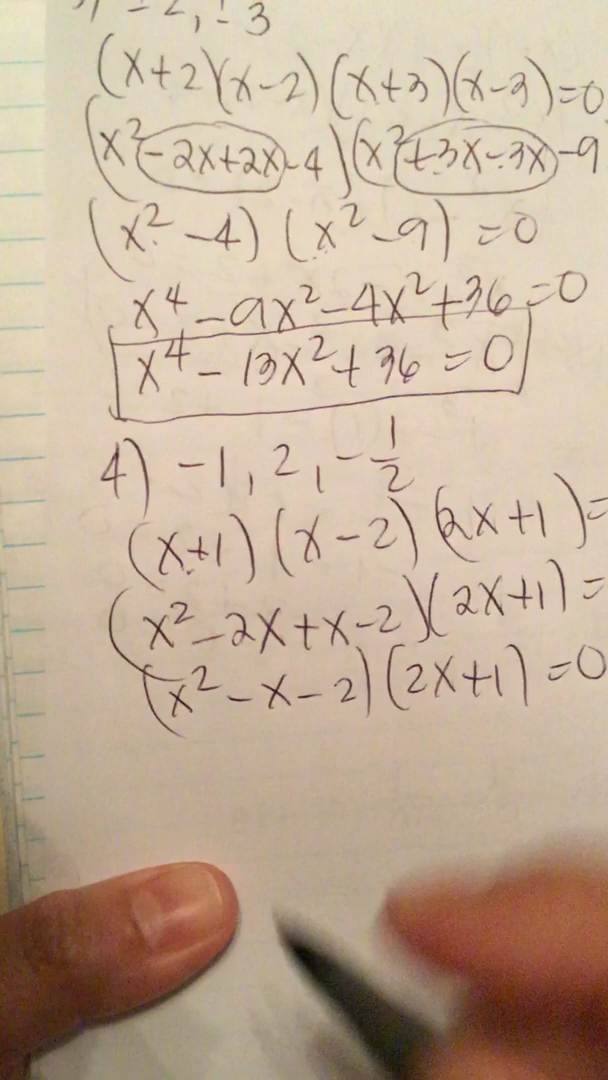 ±2, ±3
(x+2)(x-2)(x+3)(x-3)=0
(x²-2x+2x-4)(x²+3x-3x-9
(x²-4)(x²-9)=0
x⁴-9x²-4x²+36=0
x⁴-13x²+36=0
4) -1, 2, -1/2
(x+1)(x-2)(2x+1)=
(x²-2x+x-2)(2x+1)=
(x²-x-2)(2x+1)=0